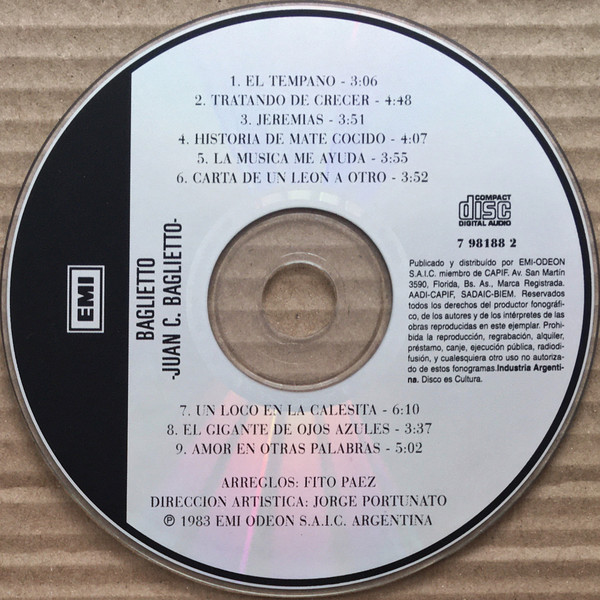 1. EL TEMPANO - 3:06
2. TRATANDO DE CRECER - 4:48
3. JEREMIAS - 3:51
4. HISTORIA DE MATE COCIDO - 4:07
5. LA MUSICA ME AYUDA - 3:55
6. CARTA DE UN LEON A OTRO - 3:52
EMI
BAGLIETTO
-JUAN C. BAGLIETTO-
COMPACT
disc
DIGITAL AUDIO
7 98188 2
Publicado y distribuído por EMI-ODEON
S.A.I.C. miembro de CAPIF. Av. San Martín
3590, Florida, Bs. As., Marca Registrada.
AADI-CAPIF, SADAIC-BIEM. Reservados
todos los derechos del productor fonográfi-
co, de los autores y de los intérpretes de las
obras reproducidas en este ejemplar. Prohi-
bida la reproducción, regrabación, alquiler,
préstamo, canje, ejecución pública, radiodi-
fusión, y cualesquiera otro uso no autoriza-
do de estos fonogramas.Industria Argenti-
na. Disco es Cultura.
7. UN LOCO EN LA CALESITA - 6:10
8. EL GIGANTE DE OJOS AZULES - 3:37
9. AMOR EN OTRAS PALABRAS - 5:02
ARREGLOS: FITO PAEZ
DIRECCION ARTISTICA: JORGE PORTUNATO
℗ 1983 EMI ODEON S.A.I.C. ARGENTINA